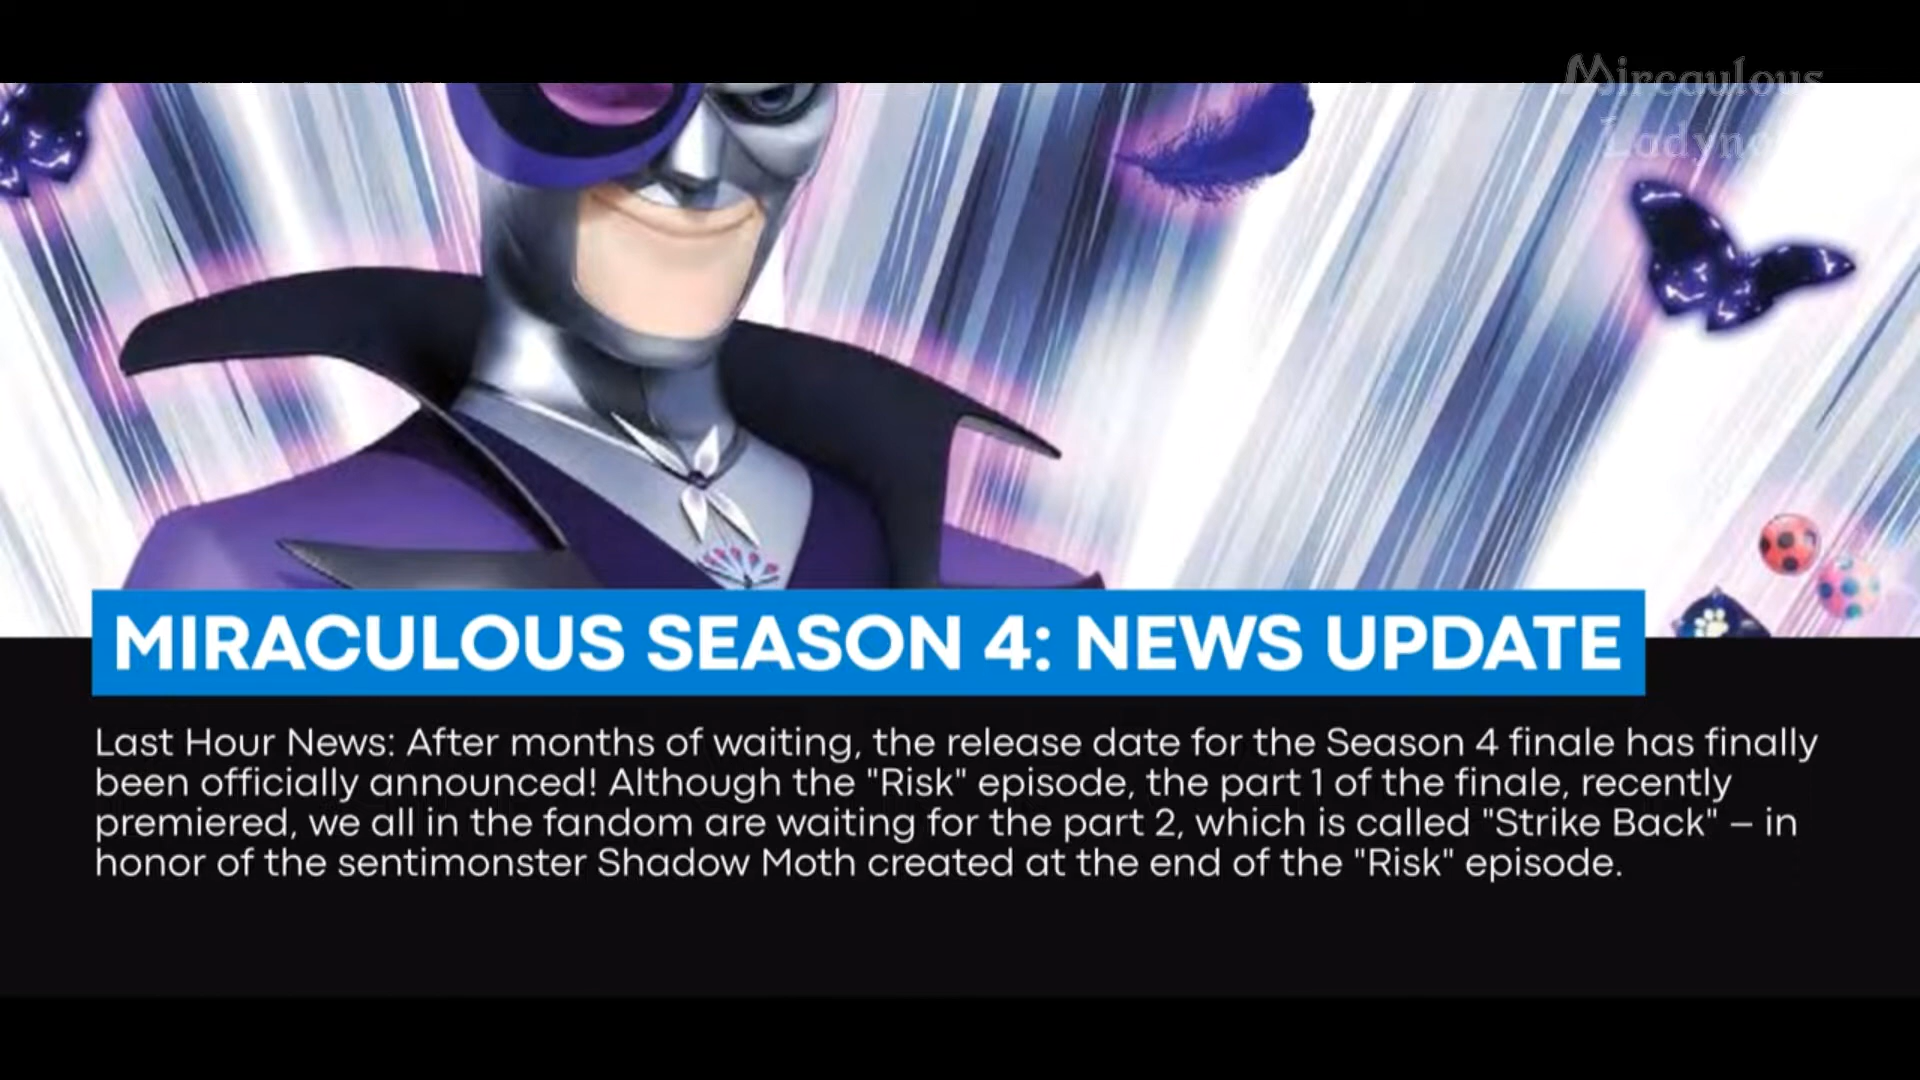 Mircaulous
MIRACULOUS SEASON 4: NEWS UPDATE
Last Hour News: After months of waiting, the release date for the Season 4 finale has finally
been officially announced! Although the "Risk" episode, the part 1 of the finale, recently
premiered, we all in the fandom are waiting for the part 2, which is called "Strike Back" – in
honor of the sentimonster Shadow Moth created at the end of the "Risk" episode.